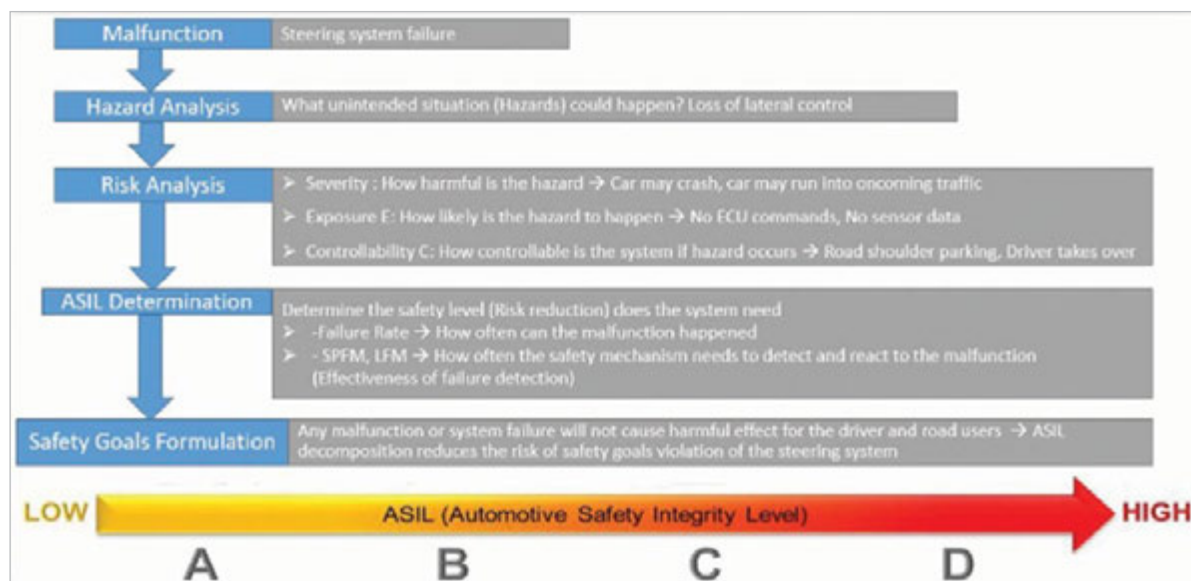 Malfunction
Steering system failure
Hazard Analysis
What unintended situation (Hazards) could happen? Loss of lateral control
Risk Analysis
➤ Severity : How harmful is the hazard → Car may crash, car may run into oncoming traffic
➤ Exposure E: How likely is the hazard to happen → No ECU commands, No sensor data
➤ Controllability C: How controllable is the system if hazard occurs → Road shoulder parking, Driver takes over
ASIL Determination
Determine the safety level (Risk reduction) does the system need
➤ -Failure Rate → How often can the malfunction happened
➤ - SPFM, LFM → How often the safety mechanism needs to detect and react to the malfunction
(Effectiveness of failure detection)
Safety Goals Formulation
Any malfunction or system failure will not cause harmful effect for the driver and road users → ASIL
decomposition reduces the risk of safety goals violation of the steering system
LOW ASIL (Automotive Safety Integrity Level) HIGH
A B C D